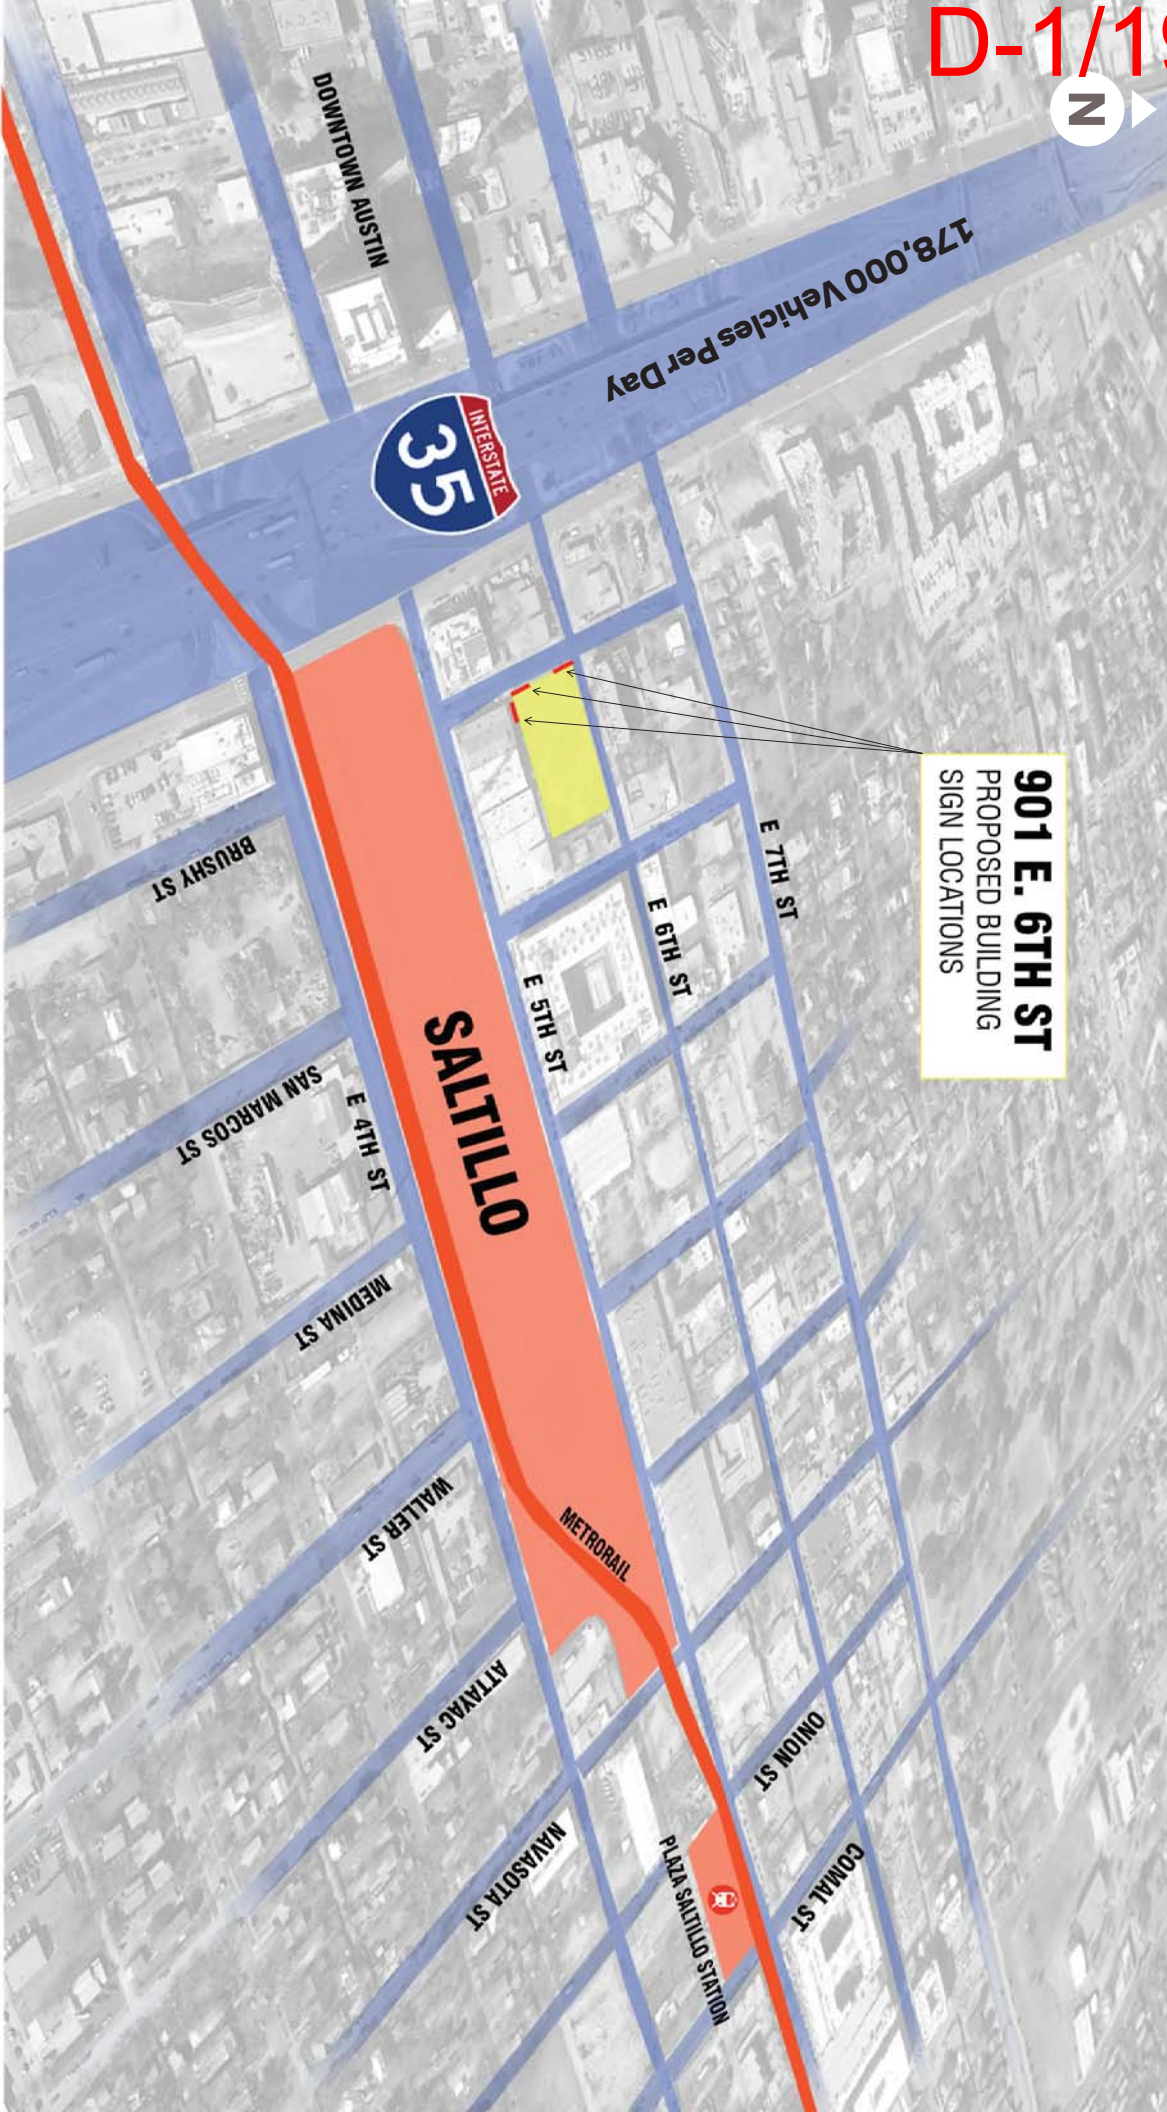 D-1/19
N
DOWNTOWN AUSTIN
178,000 Vehicles Per Day
INTERSTATE
35
901 E. 6TH ST
PROPOSED BUILDING
SIGN LOCATIONS
E 7TH ST
E 6TH ST
E 5TH ST
SALTILLO
E 4TH ST
BRUSHY ST
SAN MARCOS ST
MEDINA ST
WALLER ST
ATTAYAC ST
NAVASOTA ST
METRORAIL
ONION ST
COMAL ST
PLAZA SALTILLO STATION